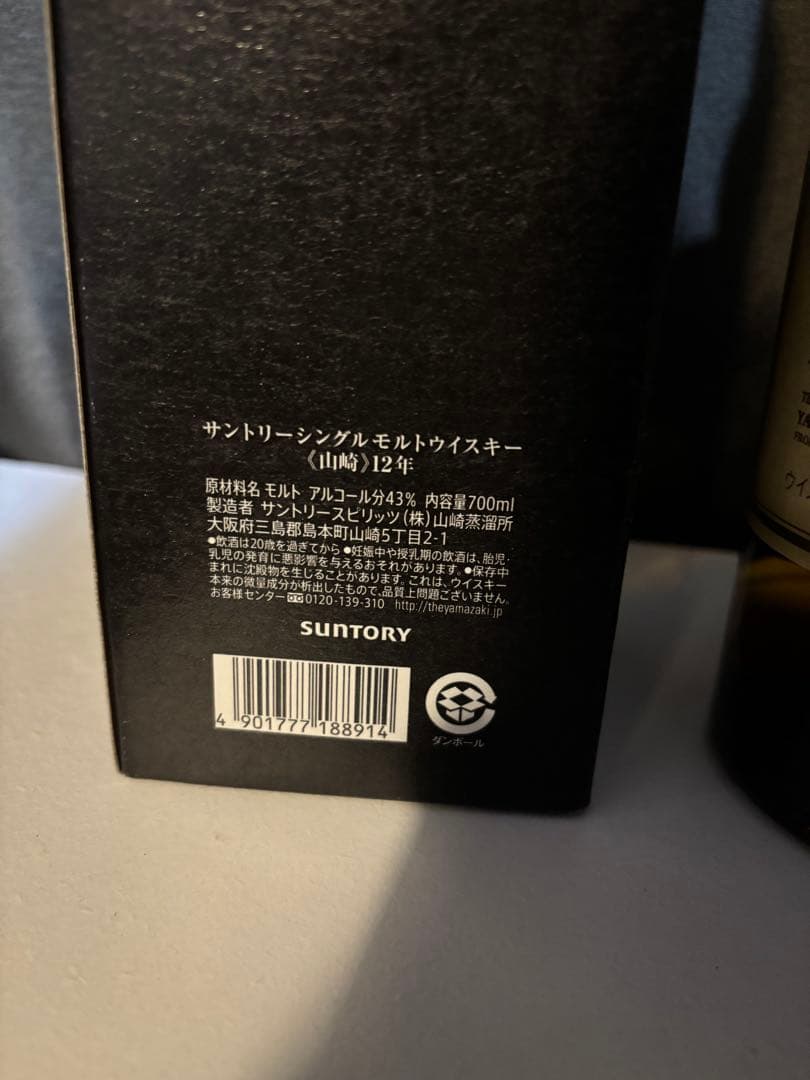 サントリーシングルモルトウイスキー
《山崎》12年
原材料名 モルト アルコール分43% 内容量700ml
製造者 サントリースピリッツ(株)山崎蒸溜所
大阪府三島郡島本町山崎5丁目2-1
●飲酒は20歳を過ぎてから ●妊娠中や授乳期の飲酒は、胎児・
乳児の発育に悪影響を与えるおそれがあります。●保存中
まれに沈殿物を生じることがあります。これは、ウイスキー
本来の微量成分が析出したもので、品質上問題ございません。
お客様センター 0120-139-310 http://theyamazaki.jp
SUNTORY
4 901777 188914
ダンボール
ウイ